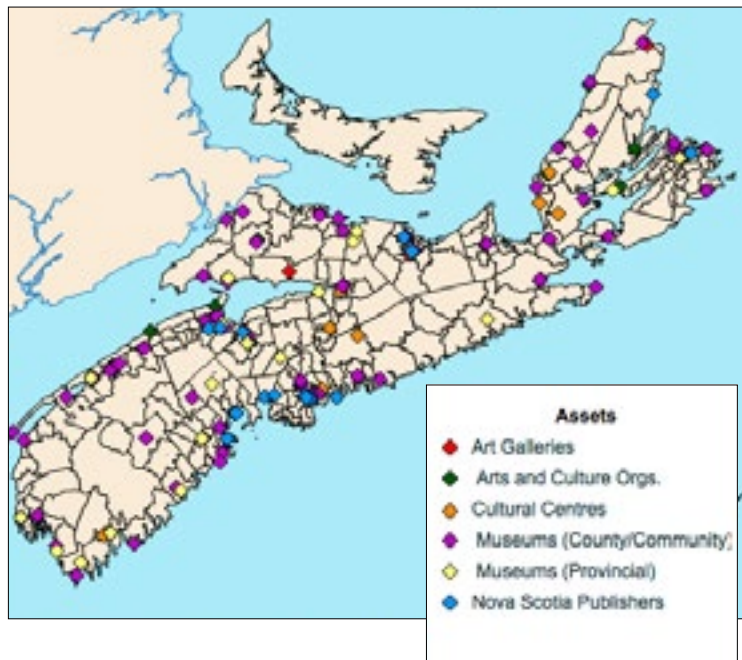 Assets
Art Galleries
Arts and Culture Orgs.
Cultural Centres
Museums (County/Community)
Museums (Provincial)
Nova Scotia Publishers